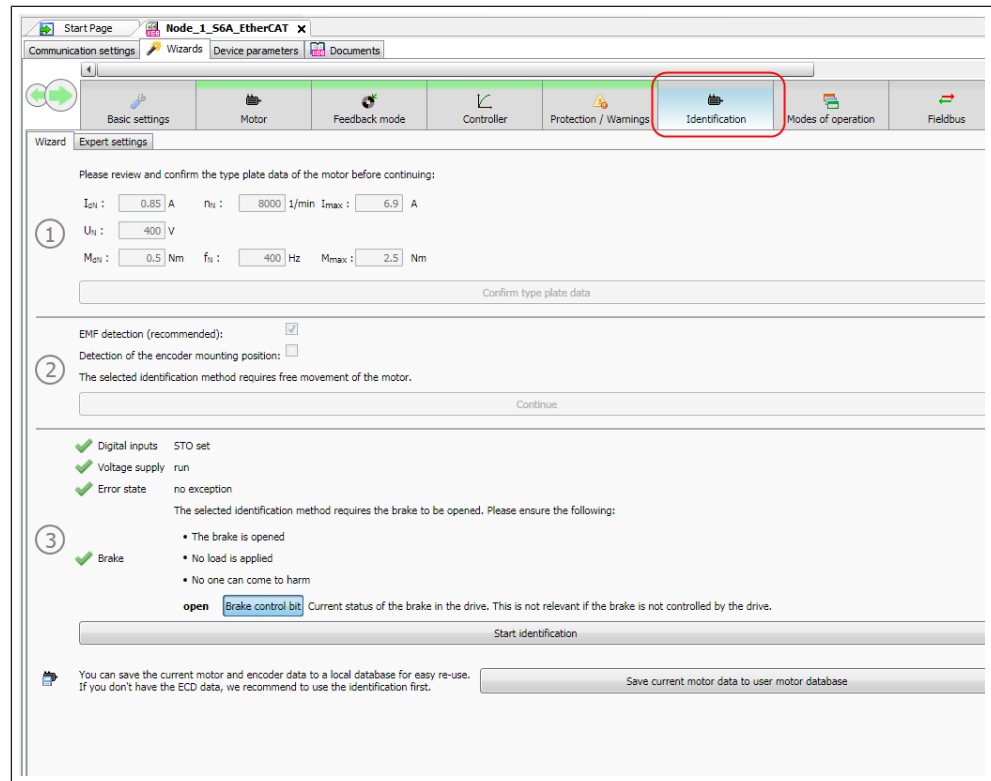 Start Page
Node_1_S6A_EtherCAT x
Communication settings Wizards Device parameters Documents
Basic settings Motor Feedback mode Controller Protection / Warnings Identification Modes of operation Fieldbus
Wizard Expert settings
Please review and confirm the type plate data of the motor before continuing:
IdN : 0.85 A nN : 8000 1/min Imax : 6.9 A
1
UN : 400 V
MdN : 0.5 Nm fN : 400 Hz Mmax : 2.5 Nm
Confirm type plate data
EMF detection (recommended):
Detection of the encoder mounting position:
2
The selected identification method requires free movement of the motor.
Continue
Digital inputs STO set
Voltage supply run
Error state no exception
The selected identification method requires the brake to be opened. Please ensure the following:
3
• The brake is opened
Brake • No load is applied
• No one can come to harm
open Brake control bit Current status of the brake in the drive. This is not relevant if the brake is not controlled by the drive.
Start identification
You can save the current motor and encoder data to a local database for easy re-use.
If you don't have the ECD data, we recommend to use the identification first.
Save current motor data to user motor database